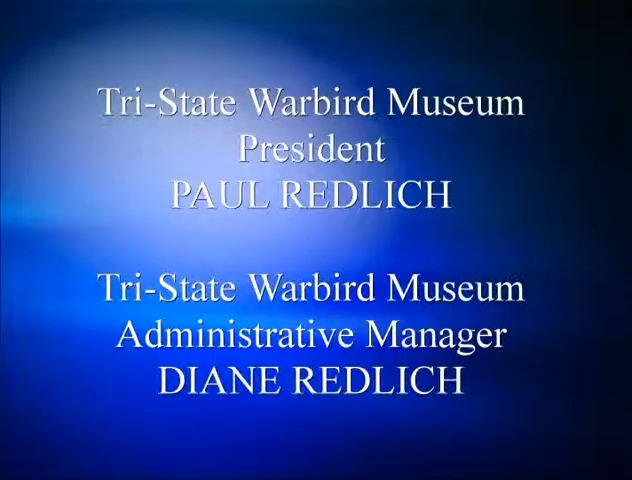 Tri-State Warbird Museum
President
PAUL REDLICH
Tri-State Warbird Museum
Administrative Manager
DIANE REDLICH